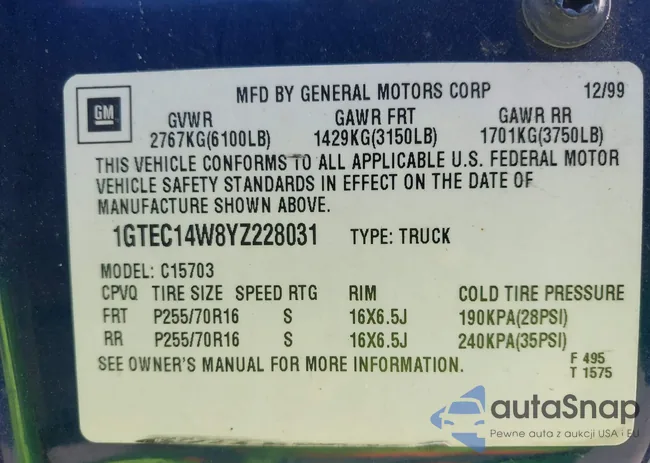 MFD BY GENERAL MOTORS CORP 12/99
GM
GVWR GAWR FRT GAWR RR
2767KG(6100LB) 1429KG(3150LB) 1701KG(3750LB)
THIS VEHICLE CONFORMS TO ALL APPLICABLE U.S. FEDERAL MOTOR
VEHICLE SAFETY STANDARDS IN EFFECT ON THE DATE OF
MANUFACTURE SHOWN ABOVE.
1GTEC14W8YZ228031 TYPE: TRUCK
MODEL: C15703
CPVQ TIRE SIZE SPEED RTG RIM COLD TIRE PRESSURE
FRT P255/70R16 S 16X6.5J 190KPA(28PSI)
RR P255/70R16 S 16X6.5J 240KPA(35PSI)
SEE OWNER'S MANUAL FOR MORE INFORMATION. F 495
T 1575
autaSnap
Pewne auta z aukcji USA i EU